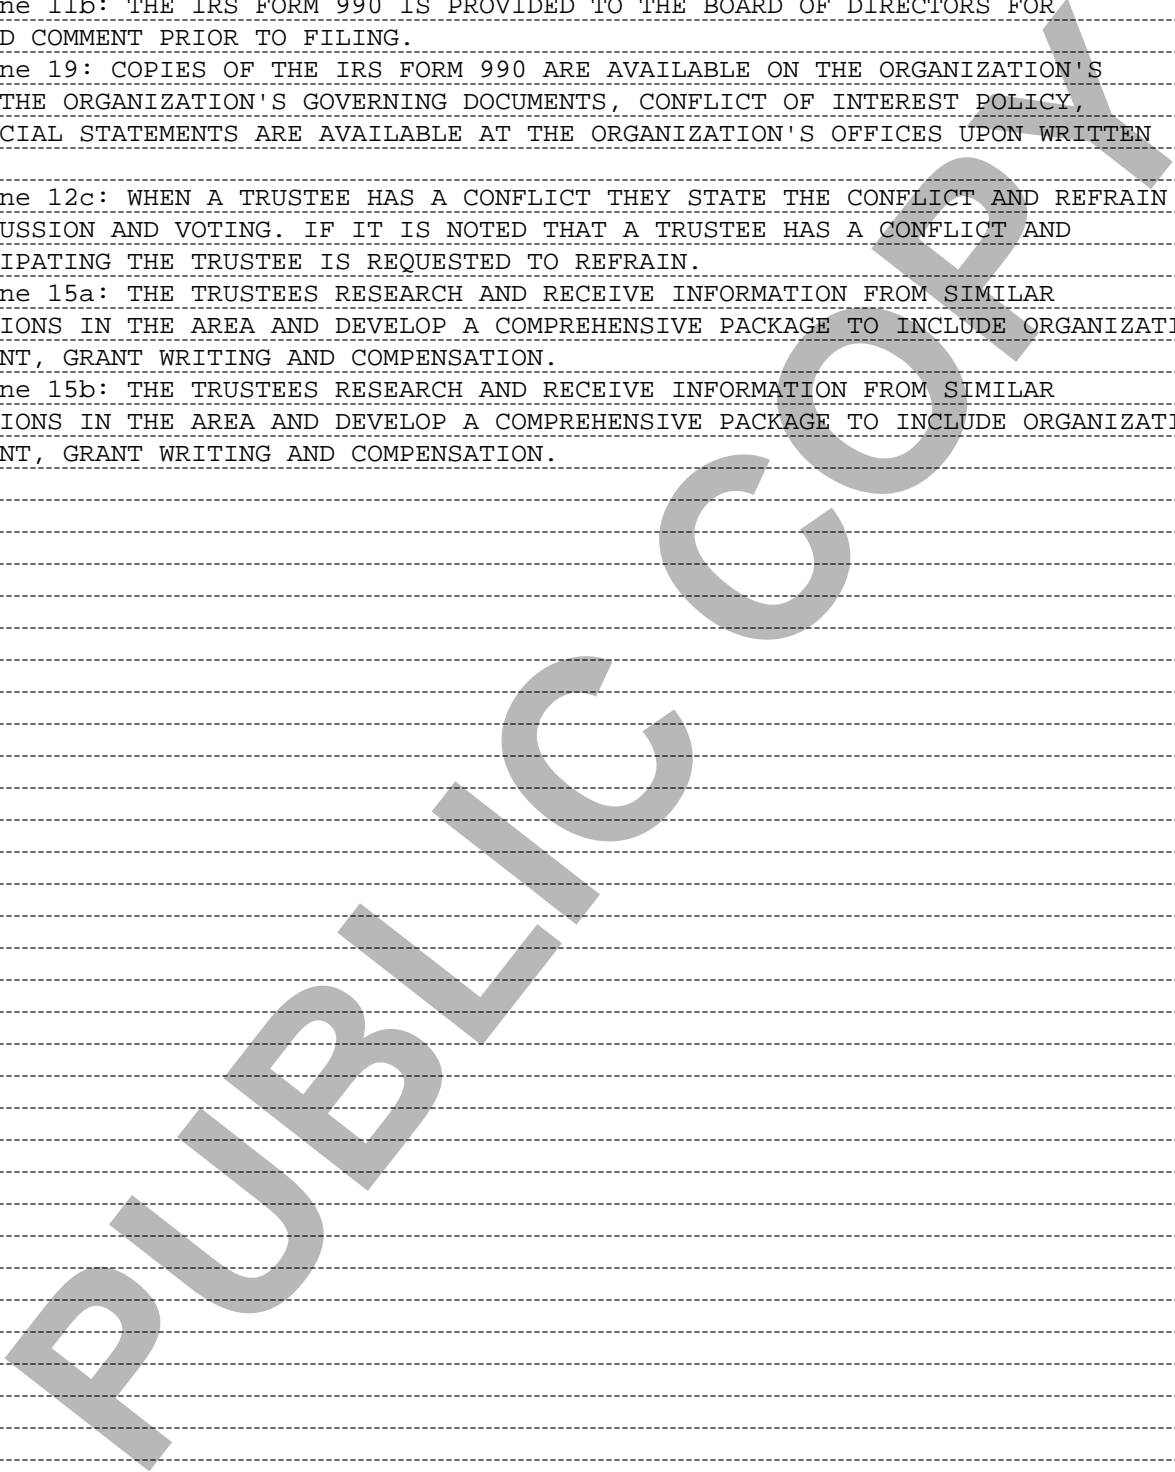 ne 11b: THE IRS FORM 990 IS PROVIDED TO THE BOARD OF DIRECTORS FOR
D COMMENT PRIOR TO FILING.
ne 19: COPIES OF THE IRS FORM 990 ARE AVAILABLE ON THE ORGANIZATION'S
THE ORGANIZATION'S GOVERNING DOCUMENTS, CONFLICT OF INTEREST POLICY,
CIAL STATEMENTS ARE AVAILABLE AT THE ORGANIZATION'S OFFICES UPON WRITTEN
ne 12c: WHEN A TRUSTEE HAS A CONFLICT THEY STATE THE CONFLICT AND REFRAIN
USSION AND VOTING. IF IT IS NOTED THAT A TRUSTEE HAS A CONFLICT AND
IPATING THE TRUSTEE IS REQUESTED TO REFRAIN.
ne 15a: THE TRUSTEES RESEARCH AND RECEIVE INFORMATION FROM SIMILAR
IONS IN THE AREA AND DEVELOP A COMPREHENSIVE PACKAGE TO INCLUDE ORGANIZATI
NT, GRANT WRITING AND COMPENSATION.
ne 15b: THE TRUSTEES RESEARCH AND RECEIVE INFORMATION FROM SIMILAR
IONS IN THE AREA AND DEVELOP A COMPREHENSIVE PACKAGE TO INCLUDE ORGANIZATI
NT, GRANT WRITING AND COMPENSATION.
PUBLIC COPY